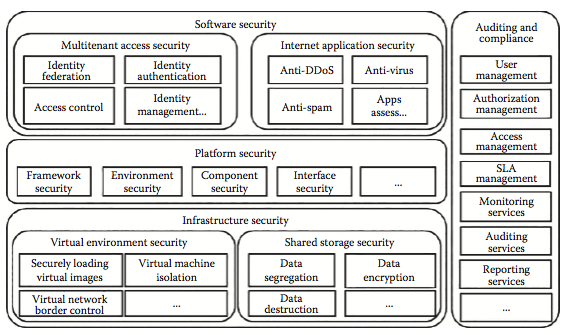 Software security
Multitenant access security
Identity
federation
Identity
authentication
Access control
Identity
management...
Internet application security
Anti-DDoS
Anti-virus
Anti-spam
Apps
assess...
Platform security
Framework
security
Environment
security
Component
security
Interface
security
...
Infrastructure security
Virtual environment security
Securely loading
virtual images
Virtual machine
isolation
Virtual network
border control
...
Shared storage security
Data
segregation
Data
encryption
Data
destruction
...
Auditing and
compliance
User
management
Authorization
management
Access
management
SLA
management
Monitoring
services
Auditing
services
Reporting
services
...